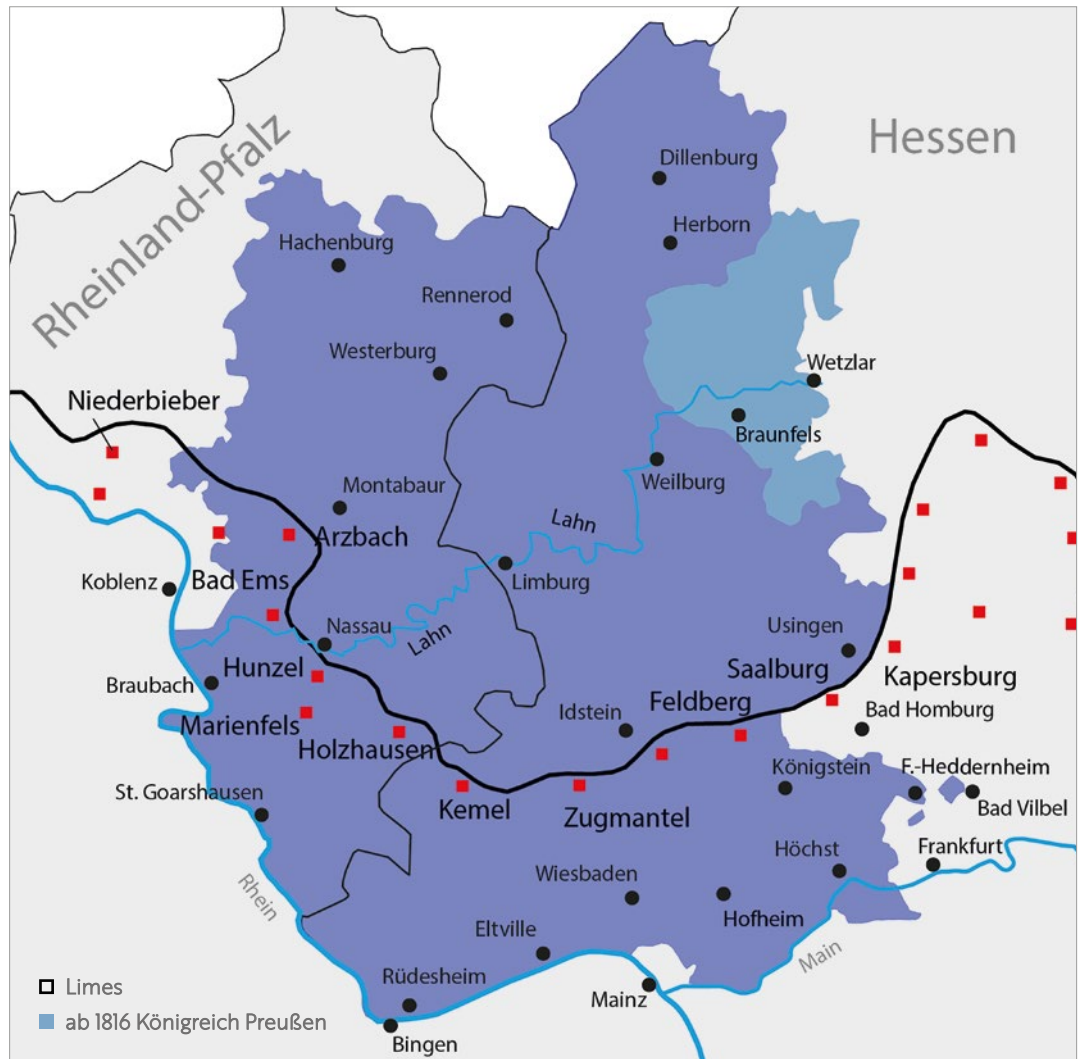 Hessen
Rheinland-Pfalz
Dillenburg
Herborn
Hachenburg
Rennerod
Westerburg
Wetzlar
Niederbieber
Braunfels
Weilburg
Montabaur
Lahn
Arzbach
Koblenz
Bad Ems
Limburg
Nassau
Lahn
Usingen
Hunzel
Saalburg
Kapersburg
Braubach
Marienfels
Feldberg
Bad Homburg
Idstein
Holzhausen
Königstein
F.-Heddernheim
St. Goarshausen
Kemel
Zugmantel
Bad Vilbel
Höchst
Frankfurt
Rhein
Wiesbaden
Hofheim
Eltville
Main
Rüdesheim
Mainz
Bingen
Limes
ab 1816 Königreich Preußen